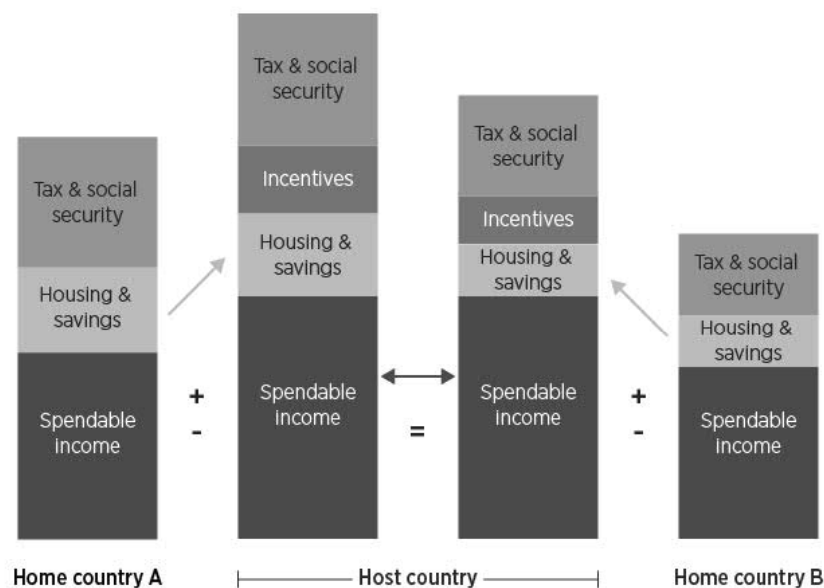 Tax & social
security
Housing &
savings
Spendable
income
+
-
Tax & social
security
Incentives
Housing &
savings
Spendable
income
=
Tax & social
security
Incentives
Housing &
savings
Spendable
income
+
-
Tax & social
security
Housing &
savings
Spendable
income
Home country A
Host country
Home country B